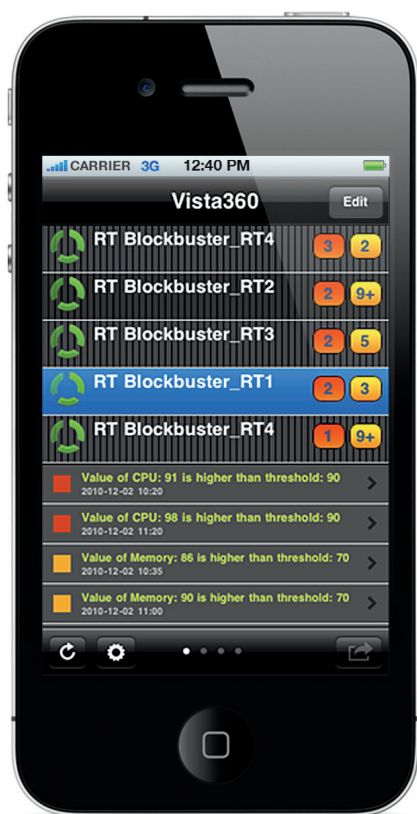 CARRIER 3G 12:40 PM
Vista360
Edit
RT Blockbuster_RT4
3 2
RT Blockbuster_RT2
2 9+
RT Blockbuster_RT3
2 5
RT Blockbuster_RT1
2 3
RT Blockbuster_RT4
1 9+
Value of CPU: 91 is higher than threshold: 90
2010-12-02 10:20
Value of CPU: 98 is higher than threshold: 90
2010-12-02 11:20
Value of Memory: 86 is higher than threshold: 70
2010-12-02 10:35
Value of Memory: 90 is higher than threshold: 70
2010-12-02 11:00